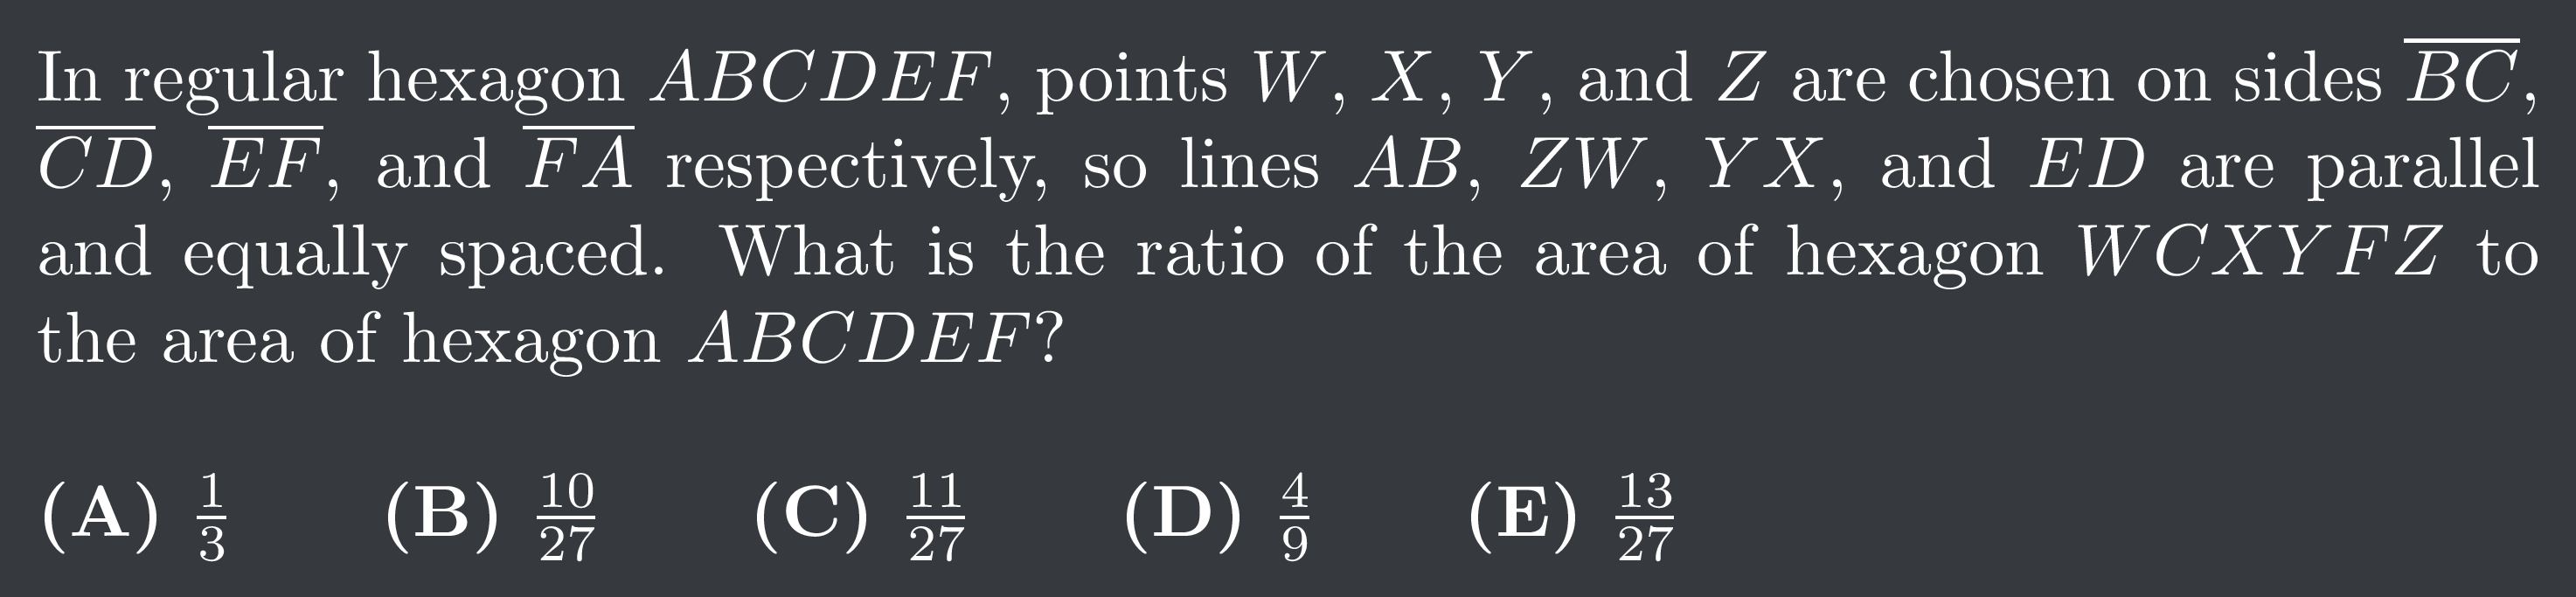 In regular hexagon $ABCDEF$, points $W$, $X$, $Y$, and $Z$ are chosen on sides $\overline{BC}$,
$\overline{CD}$, $\overline{EF}$, and $\overline{FA}$ respectively, so lines $AB$, $ZW$, $YX$, and $ED$ are parallel
and equally spaced. What is the ratio of the area of hexagon $WCXYFZ$ to
the area of hexagon $ABCDEF$?
(A) $\frac{1}{3}$ (B) $\frac{10}{27}$ (C) $\frac{11}{27}$ (D) $\frac{4}{9}$ (E) $\frac{13}{27}$